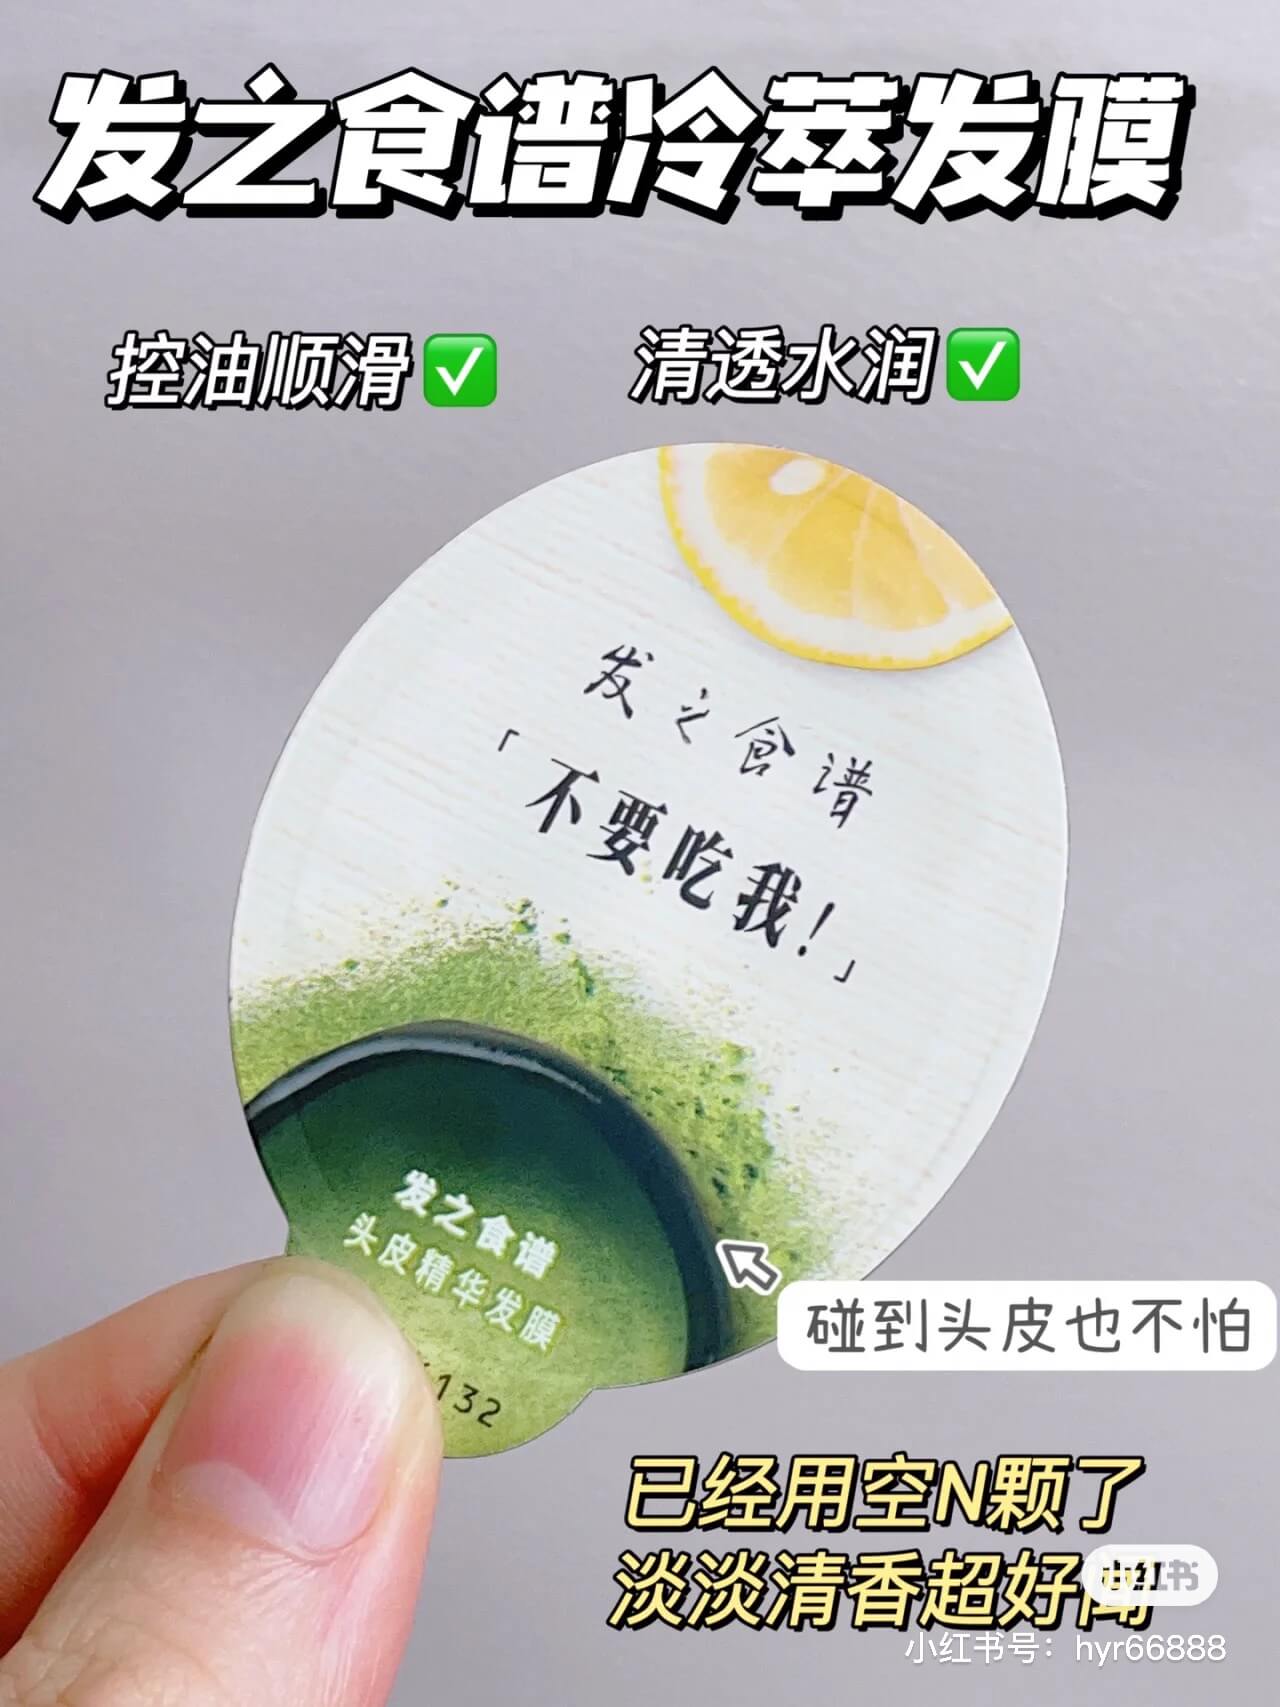 发之食谱冷萃发膜
控油顺滑✅
清透水润✅
发之食谱
「不要吃我!」
发之食谱
头皮精华发膜
132
碰到头皮也不怕
已经用空N颗了
淡淡清香超好闻
小红书
小红书号：hyr66888